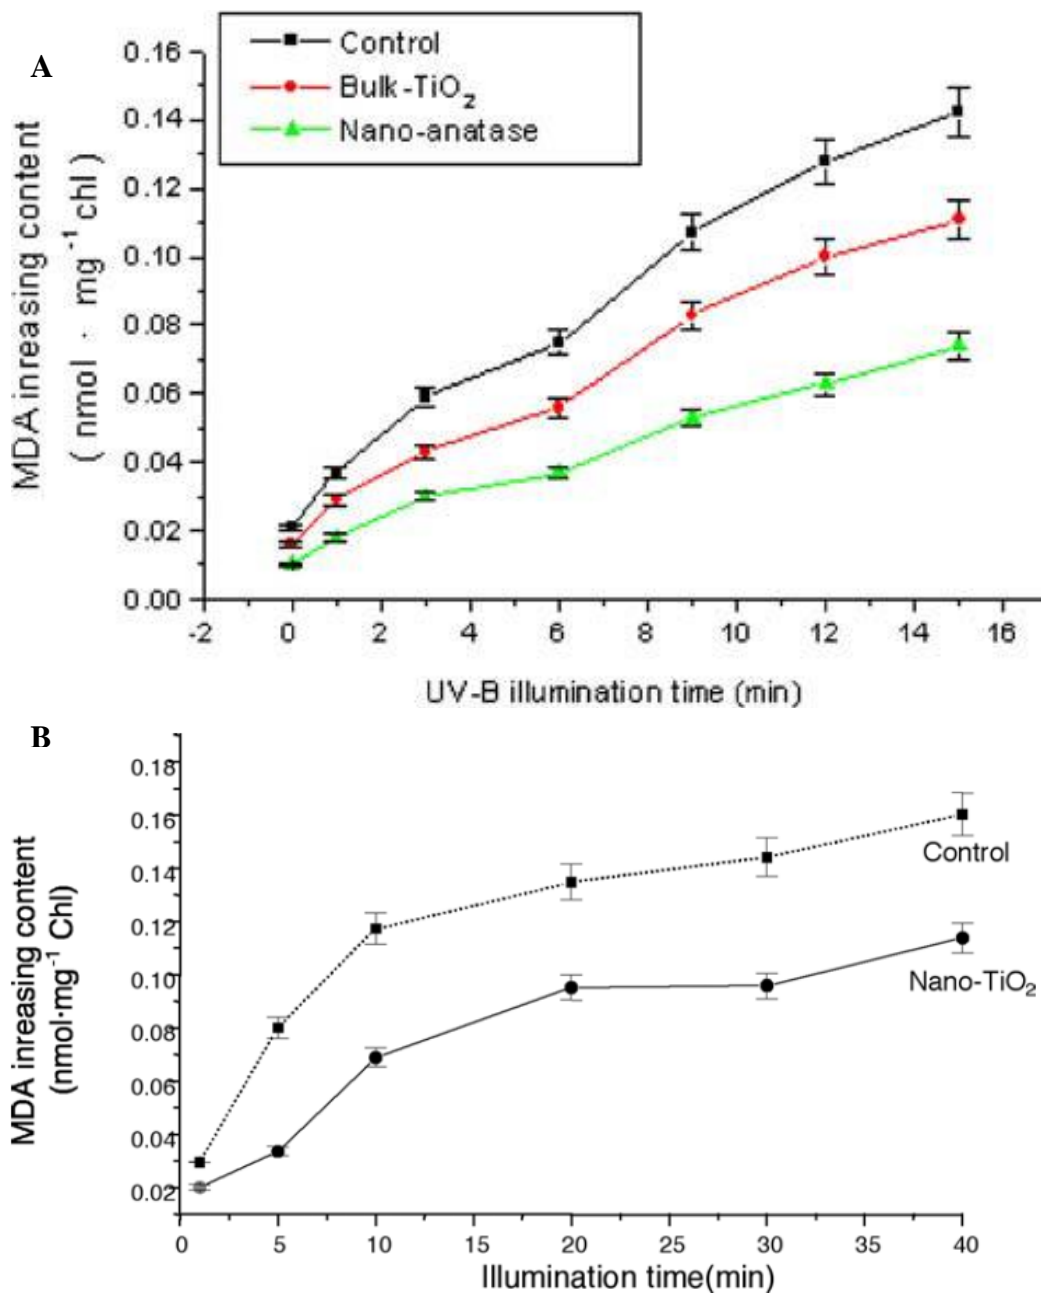 A
Control
Bulk-TiO2
Nano-anatase
MDA inreasing content
( nmol · mg -1 chl )
0.16
0.14
0.12
0.10
0.08
0.06
0.04
0.02
0.00
-2 0 2 4 6 8 10 12 14 16
UV-B illumination time (min)
B
MDA inreasing content
(nmol·mg-1 Chl)
0.18
0.16
0.14
0.12
0.10
0.08
0.06
0.04
0.02
Control
Nano-TiO2
0 5 10 20 30 40
Illumination time(min)